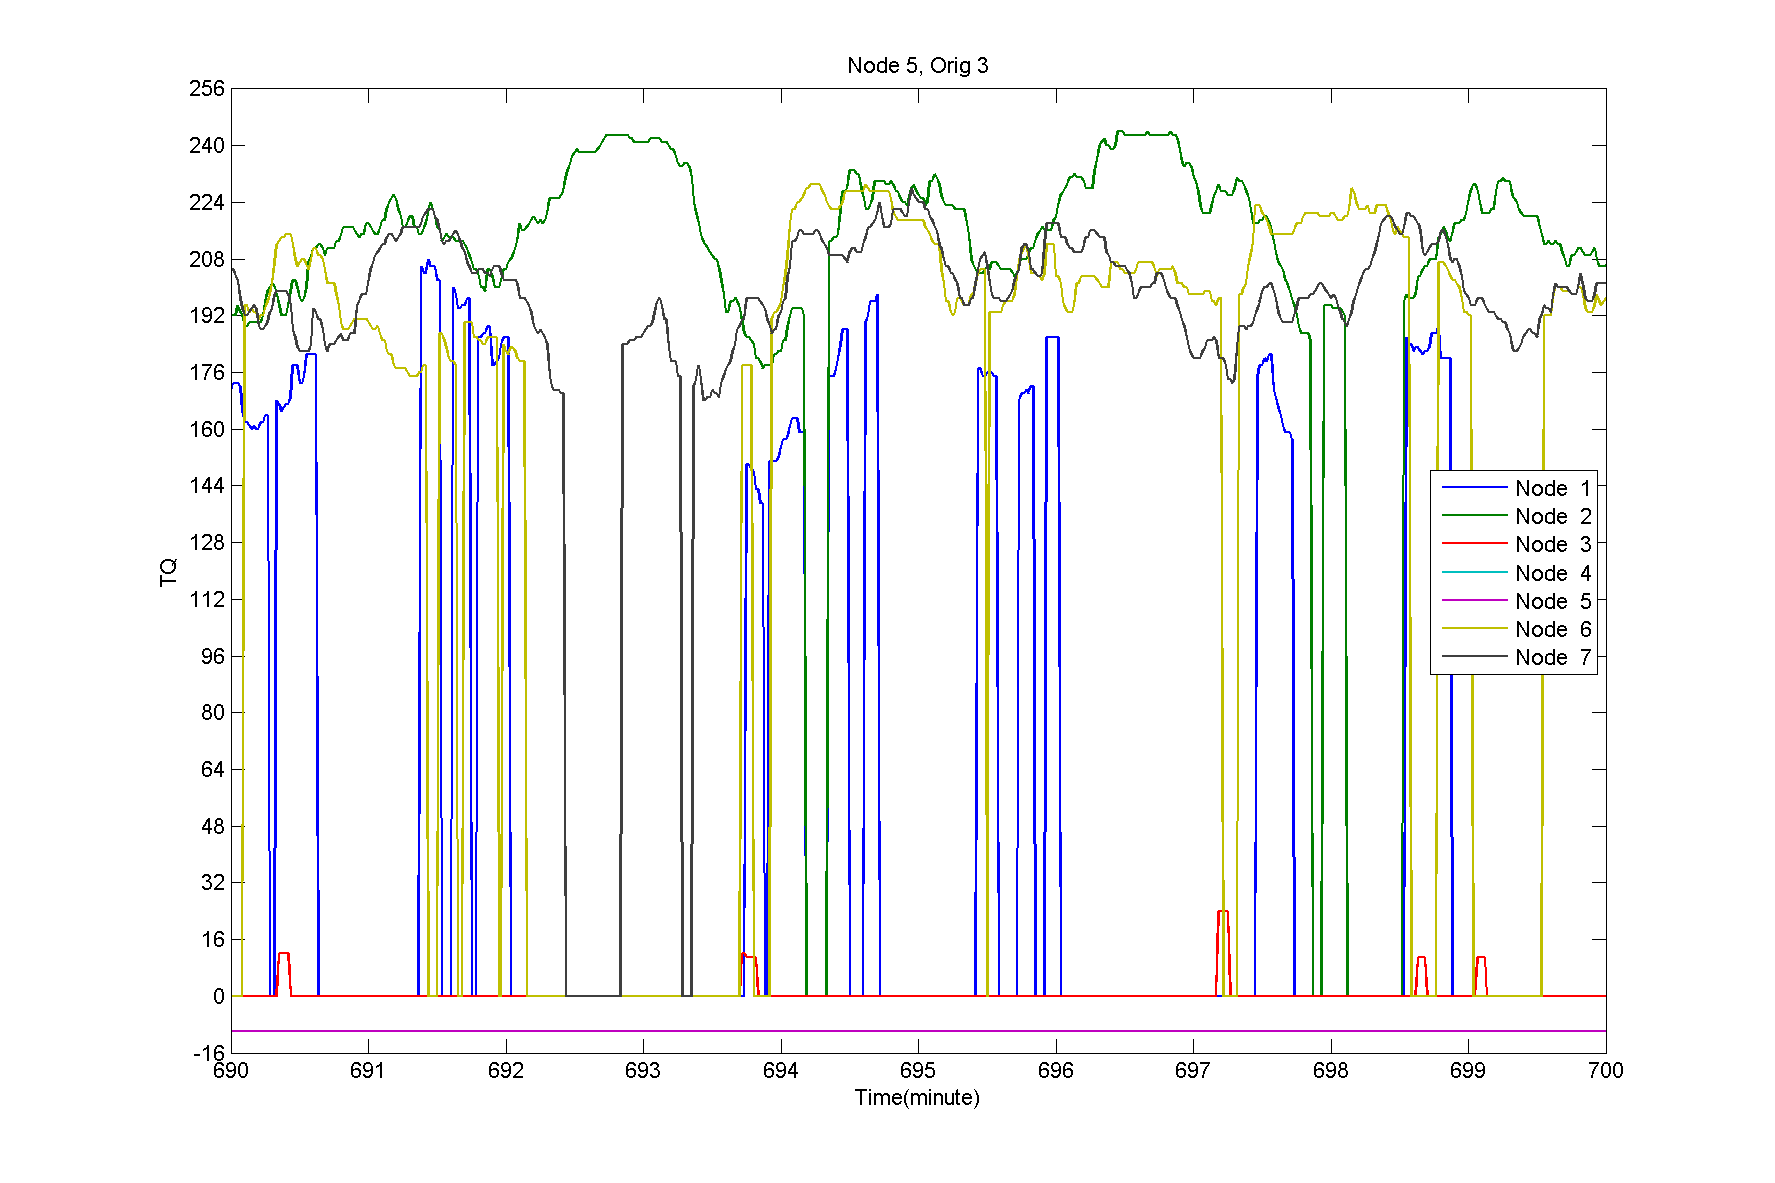 Node 5, Orig 3
256
240
224
208
192
176
160
144
128
112
96
80
64
48
32
16
0
-16
TQ
Node 1
Node 2
Node 3
Node 4
Node 5
Node 6
Node 7
690 691 692 693 694 695 696 697 698 699 700
Time(minute)